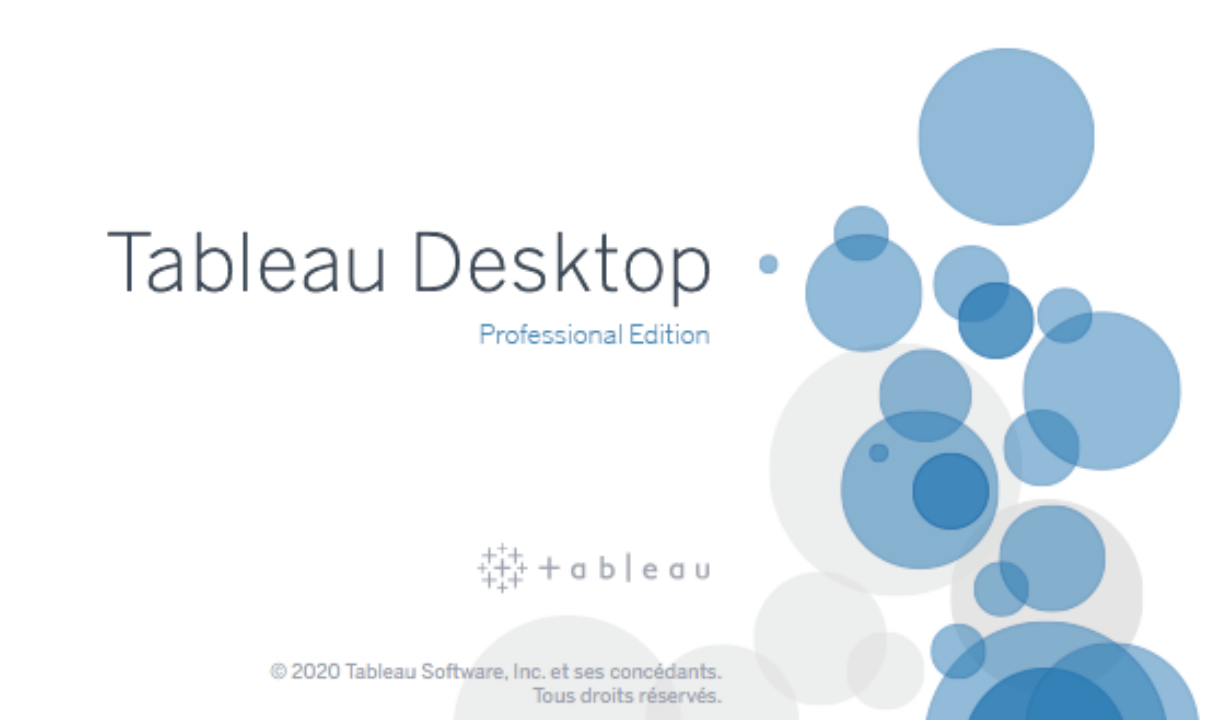 Tableau Desktop
Professional Edition
+ a b l e a u
© 2020 Tableau Software, Inc. et ses concédants.
Tous droits réservés.